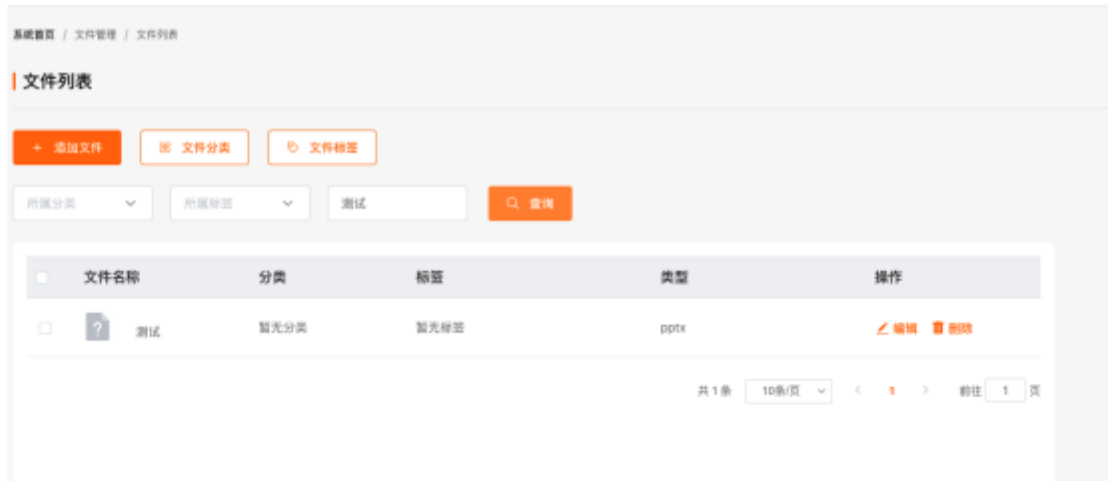 系统首页 / 文件管理 / 文件列表
文件列表
+ 添加文件 文件分类 文件标签
所属分类 所属标签 测试 查询
文件名称 分类 标签 类型 操作
? 测试 暂无分类 暂无标签 pptx 编辑 删除
共 1 条 10条/页 < 1 > 前往 1 页